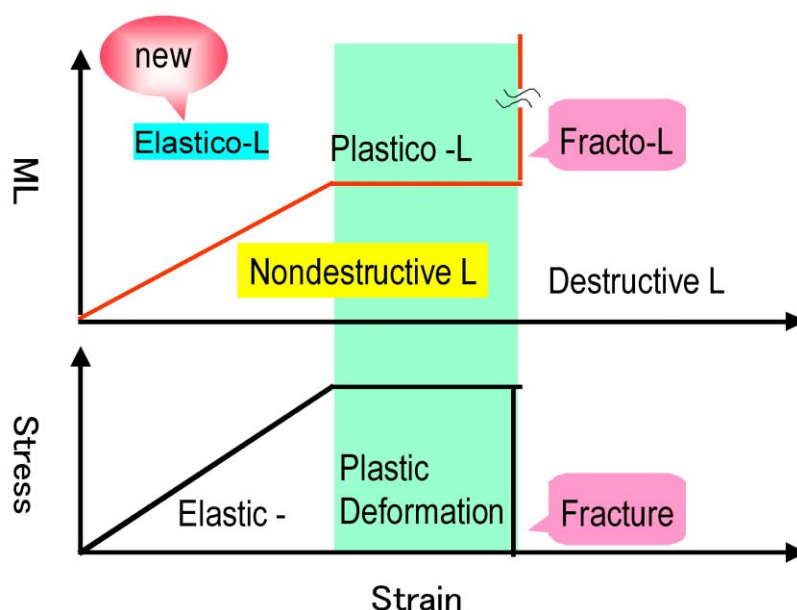 new
Elastico-L
Plastico -L
Fracto-L
ML
Nondestructive L
Destructive L
Stress
Elastic -
Plastic
Deformation
Fracture
Strain